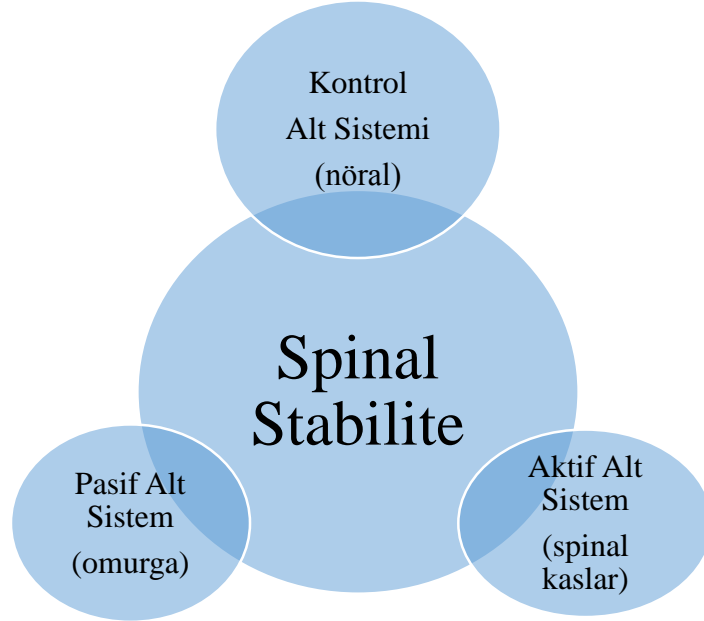 Kontrol
Alt Sistemi
(nöral)
Spinal
Stabilite
Pasif Alt
Sistem
(omurga)
Aktif Alt
Sistem
(spinal
kaslar)